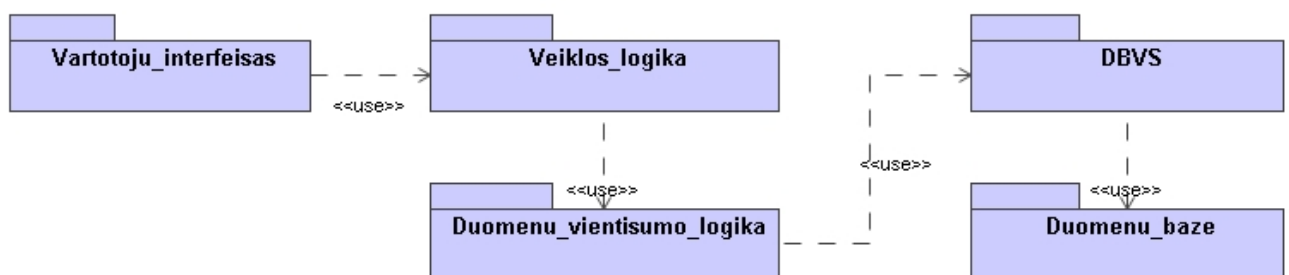 Vartotoju_interfeisas
Veiklos_logika
DBVS
<<use>>
<<use>>
<<use>>
<<use>>
Duomenu_vientisumo_logika
Duomenu_baze